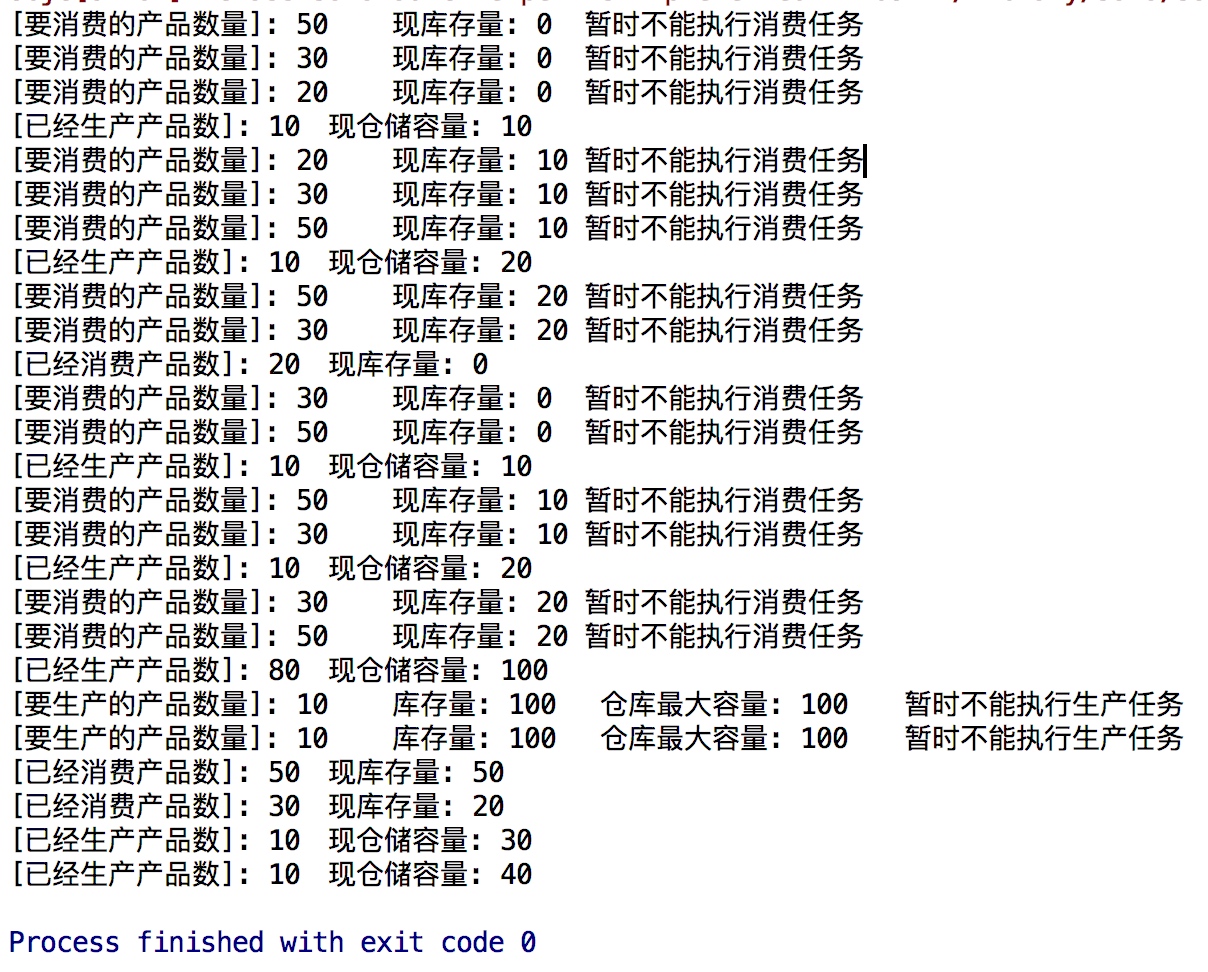 [要消费的产品数量]: 50 现库存量: 0 暂时不能执行消费任务
[要消费的产品数量]: 30 现库存量: 0 暂时不能执行消费任务
[要消费的产品数量]: 20 现库存量: 0 暂时不能执行消费任务
[已经生产产品数]: 10 现仓储容量: 10
[要消费的产品数量]: 20 现库存量: 10 暂时不能执行消费任务
[要消费的产品数量]: 30 现库存量: 10 暂时不能执行消费任务
[要消费的产品数量]: 50 现库存量: 10 暂时不能执行消费任务
[已经生产产品数]: 10 现仓储容量: 20
[要消费的产品数量]: 50 现库存量: 20 暂时不能执行消费任务
[要消费的产品数量]: 30 现库存量: 20 暂时不能执行消费任务
[已经消费产品数]: 20 现库存量: 0
[要消费的产品数量]: 30 现库存量: 0 暂时不能执行消费任务
[要消费的产品数量]: 50 现库存量: 0 暂时不能执行消费任务
[已经生产产品数]: 10 现仓储容量: 10
[要消费的产品数量]: 50 现库存量: 10 暂时不能执行消费任务
[要消费的产品数量]: 30 现库存量: 10 暂时不能执行消费任务
[已经生产产品数]: 10 现仓储容量: 20
[要消费的产品数量]: 30 现库存量: 20 暂时不能执行消费任务
[要消费的产品数量]: 50 现库存量: 20 暂时不能执行消费任务
[已经生产产品数]: 80 现仓储容量: 100
[要生产的产品数量]: 10 库存量: 100 仓库最大容量: 100 暂时不能执行生产任务
[要生产的产品数量]: 10 库存量: 100 仓库最大容量: 100 暂时不能执行生产任务
[已经消费产品数]: 50 现库存量: 50
[已经消费产品数]: 30 现库存量: 20
[已经生产产品数]: 10 现仓储容量: 30
[已经生产产品数]: 10 现仓储容量: 40
Process finished with exit code 0